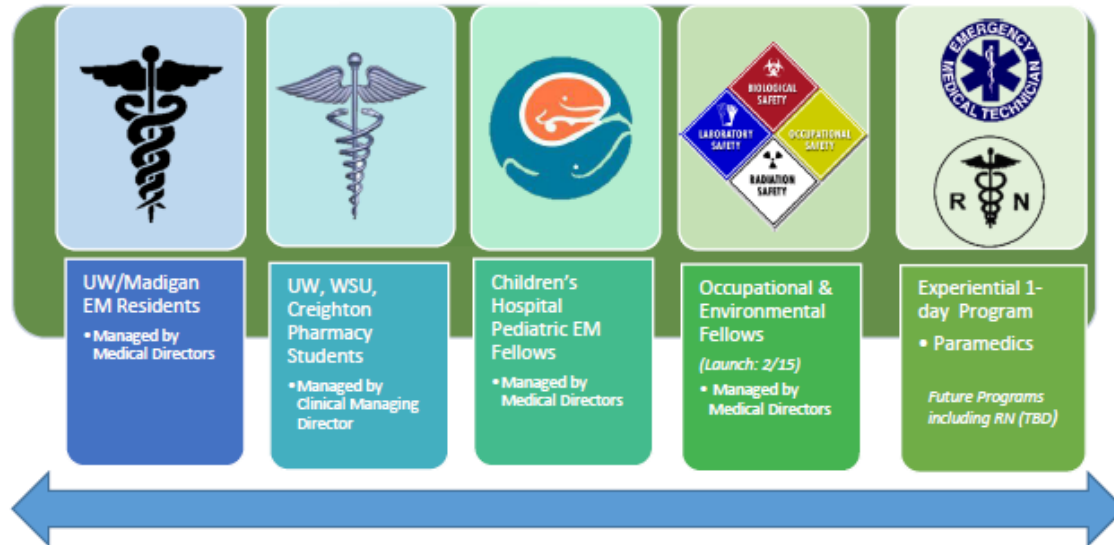 BIOLOGICAL
SAFETY
LABORATORY
SAFETY
OCCUPATIONAL
SAFETY
RADIATION
SAFETY
EMERGENCY
MEDICAL TECHNICIAN
R N
UW/Madigan
EM Residents
• Managed by
Medical Directors
UW, WSU,
Creighton
Pharmacy
Students
• Managed by
Clinical Managing
Director
Children's
Hospital
Pediatric EM
Fellows
• Managed by
Medical Directors
Occupational &
Environmental
Fellows
(Launch: 2/15)
• Managed by
Medical Directors
Experiential 1-
day Program
• Paramedics
Future Programs
including RN (TBD)